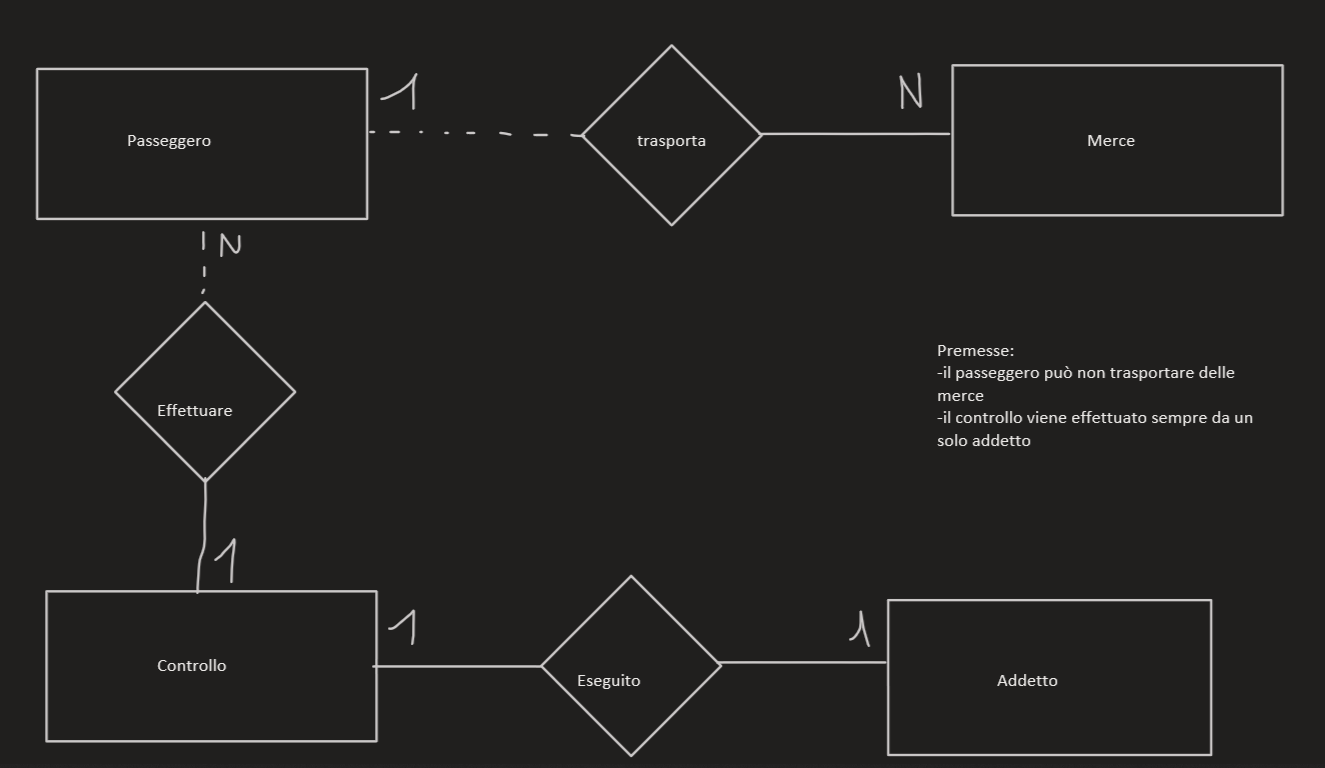 Passeggero
1
trasporta
N
Merce
N
Effettuare
Premesse:
-il passeggero può non trasportare delle
merce
-il controllo viene effettuato sempre da un
solo addetto
1
Controllo
1
Eseguito
1
Addetto